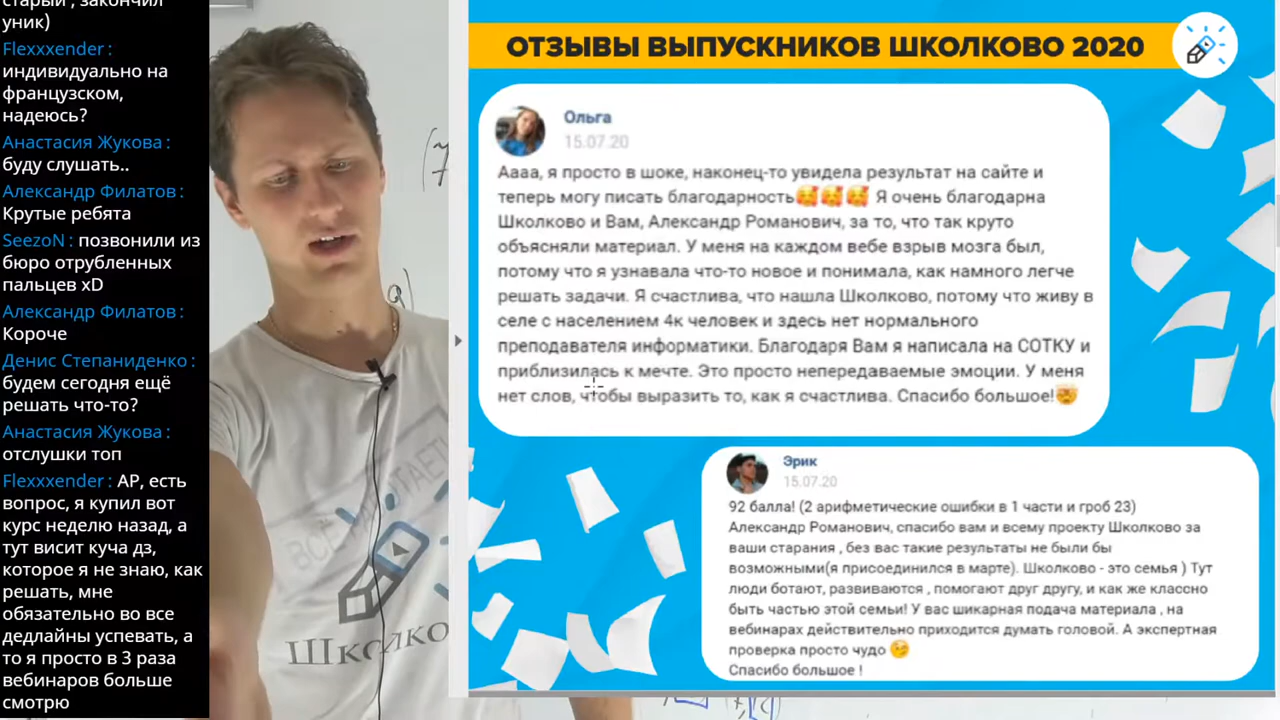 старый , закончил
уник)
Flexxxender :
индивидуально на
французском,
надеюсь?
Анастасия Жукова :
буду слушать..
Александр Филатов :
Крутые ребята
SeezoN : позвонили из
бюро отрубленных
пальцев xD
Александр Филатов :
Короче
Денис Степаниденко :
будем сегодня ещё
решать что-то?
Анастасия Жукова :
отслушки топ
Flexxxender : АР, есть
вопрос, я купил вот
курс неделю назад, а
тут висит куча дз,
которое я не знаю, как
решать, мне
обязательно во все
дедлайны успевать, а
то я просто в 3 раза
вебинаров больше
смотрю
ОТЗЫВЫ ВЫПУСКНИКОВ ШКОЛКОВО 2020
Ольга
15.07.20
Аааа, я просто в шоке, наконец-то увидела результат на сайте и
теперь могу писать благодарность🥰🥰🥰 Я очень благодарна
Школково и Вам, Александр Романович, за то, что так круто
объясняли материал. У меня на каждом вебе взрыв мозга был,
потому что я узнавала что-то новое и понимала, как намного легче
решать задачи. Я счастлива, что нашла Школково, потому что живу в
селе с населением 4к человек и здесь нет нормального
преподавателя информатики. Благодаря Вам я написала на СОТКУ и
приблизилась к мечте. Это просто непередаваемые эмоции. У меня
нет слов, чтобы выразить то, как я счастлива. Спасибо большое!🤯
Эрик
15.07.20
92 балла! (2 арифметические ошибки в 1 части и гроб 23)
Александр Романович, спасибо вам и всему проекту Школково за
ваши старания , без вас такие результаты не были бы
возможными(я присоединился в марте). Школково - это семья ) Тут
люди ботают, развиваются , помогают друг другу, и как же классно
быть частью этой семьи! У вас шикарная подача материала , на
вебинарах действительно приходится думать головой. А экспертная
проверка просто чудо 🧐
Спасибо большое !
Школко